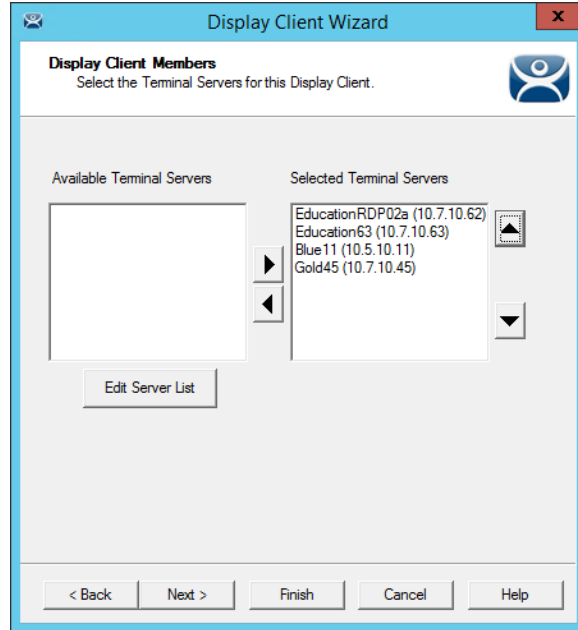 Display Client Wizard
x
Display Client Members
Select the Terminal Servers for this Display Client.
Available Terminal Servers
Selected Terminal Servers
EducationRDP02a (10.7.10.62)
Education63 (10.7.10.63)
Blue11 (10.5.10.11)
Gold45 (10.7.10.45)
Edit Server List
< Back
Next >
Finish
Cancel
Help